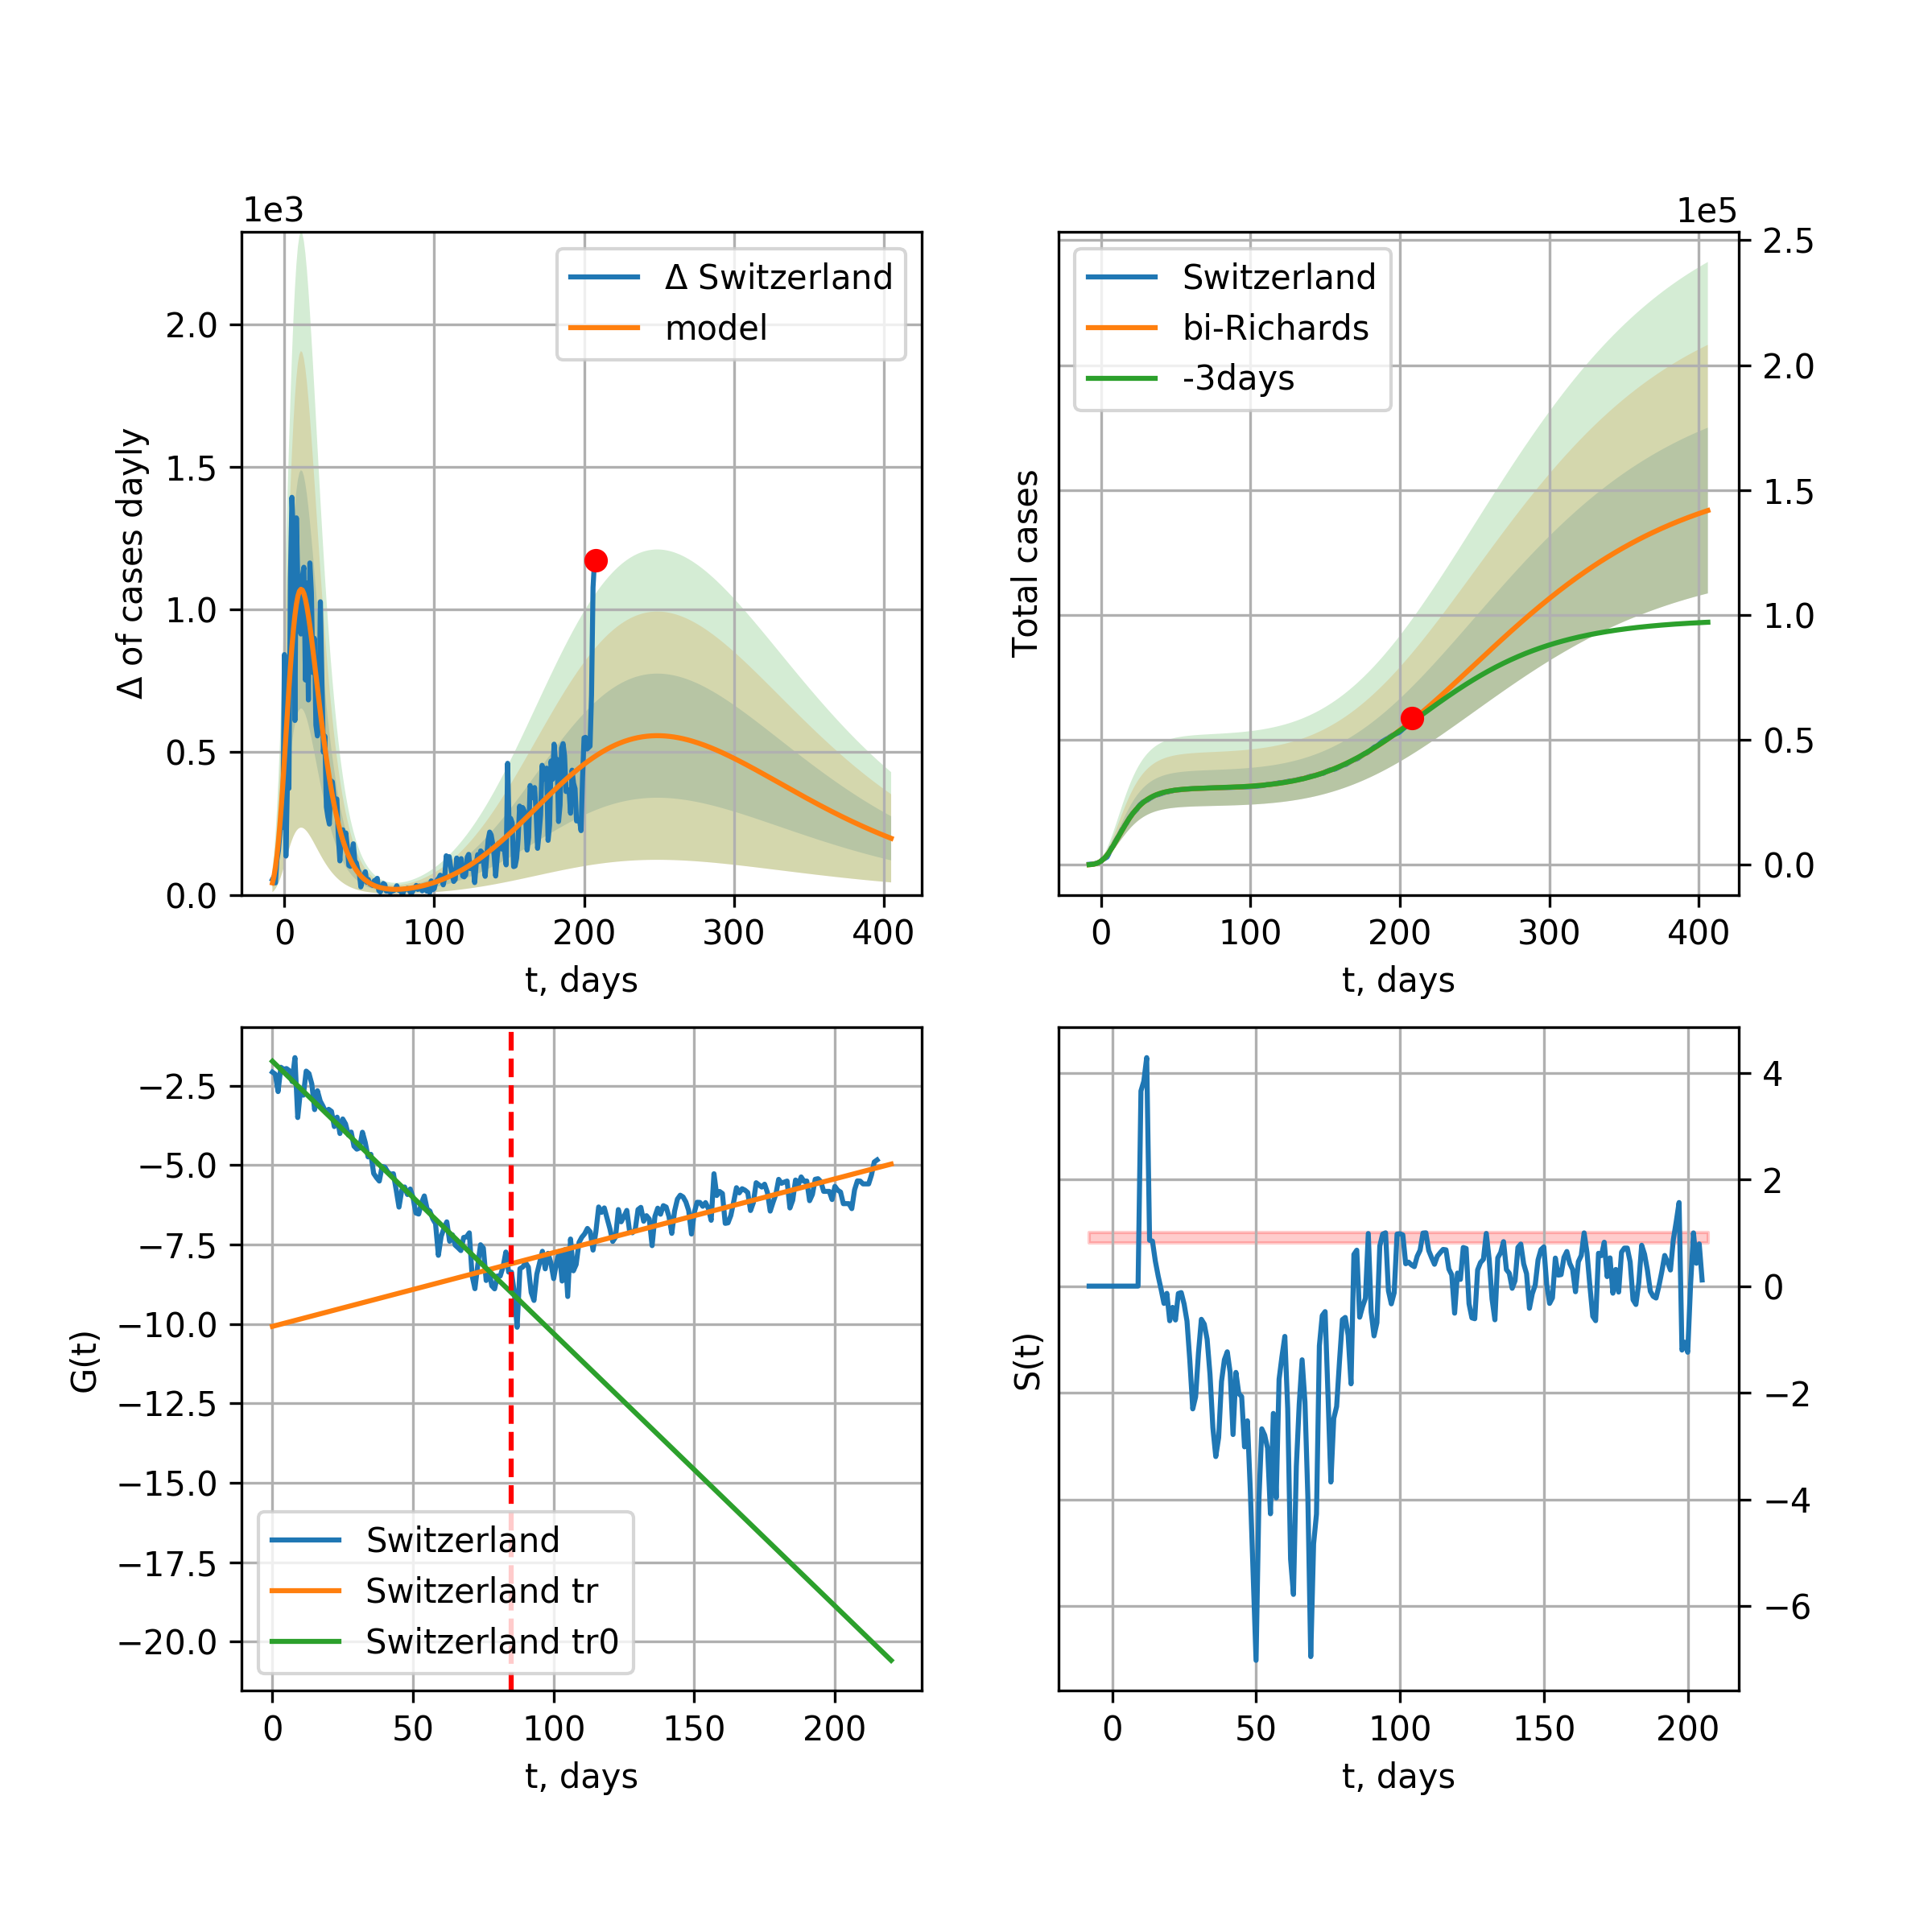 1e3
2.0
1.5
1.0
0.5
0.0
Δ of cases dayly
Δ Switzerland
model
0 100 200 300 400
t, days
1e5
2.5
2.0
1.5
1.0
0.5
0.0
Total cases
Switzerland
bi-Richards
-3days
0 100 200 300 400
t, days
−2.5
−5.0
−7.5
−10.0
−12.5
−15.0
−17.5
−20.0
G(t)
Switzerland
Switzerland tr
Switzerland tr0
0 50 100 150 200
t, days
4
2
0
−2
−4
−6
S(t)
0 50 100 150 200
t, days